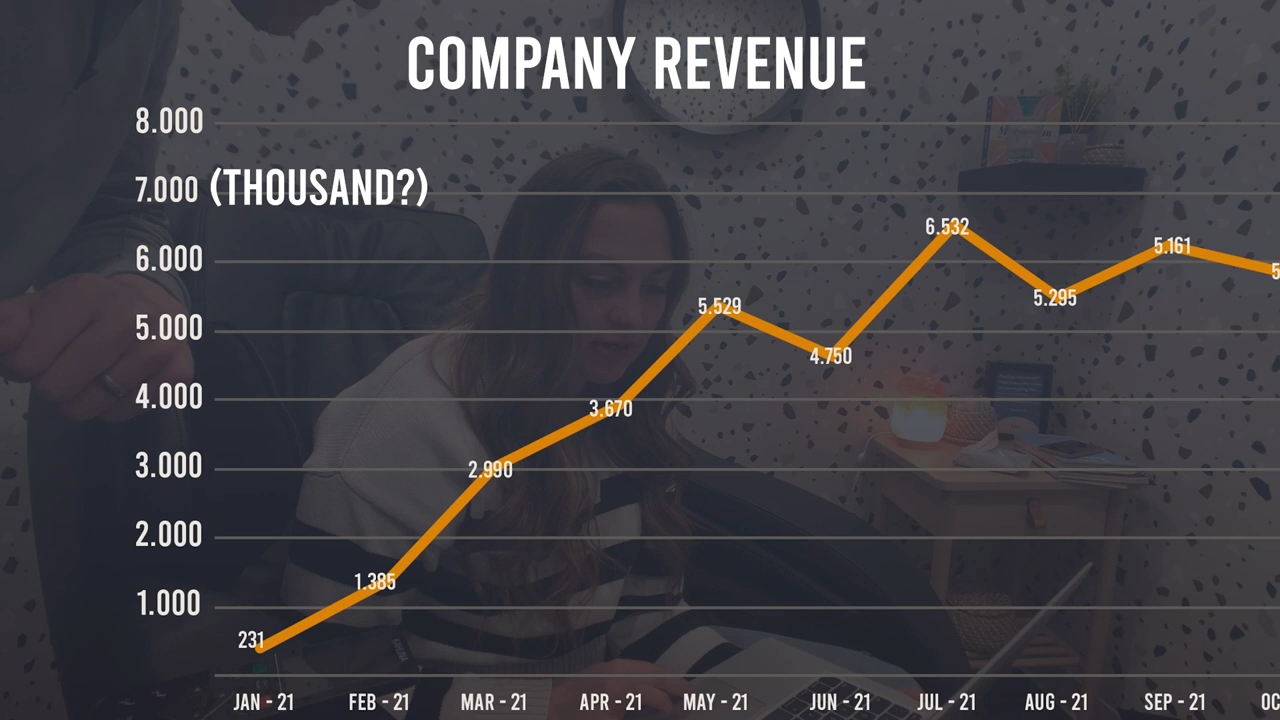 COMPANY REVENUE
8.000
7.000 (THOUSAND?)
6.000
5.000
4.000
3.000
2.000
1.000
231
1.385
2.990
3.670
5.529
4.750
6.532
5.295
5.161
5
JAN - 21
FEB - 21
MAR - 21
APR - 21
MAY - 21
JUN - 21
JUL - 21
AUG - 21
SEP - 21
OC